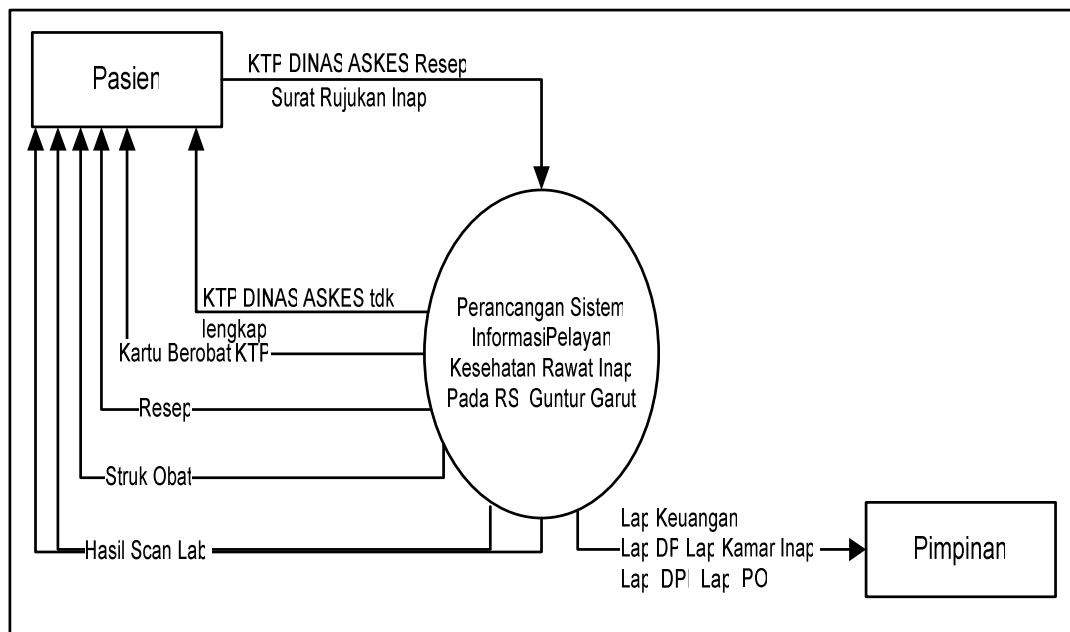 Pasien
KTP DINAS ASKES Resep
Surat Rujukan Inap
KTP DINAS ASKES tdk
lengkap
Kartu Berobat KTP
Resep
Struk Obat
Hasil Scan Lab
Perancangan Sistem
InformasiPelayan
Kesehatan Rawat Inap
Pada RS Guntur Garut
Lap Keuangan
Lap Lap Kamar Inap
Lap Lap PO
Pimpinan